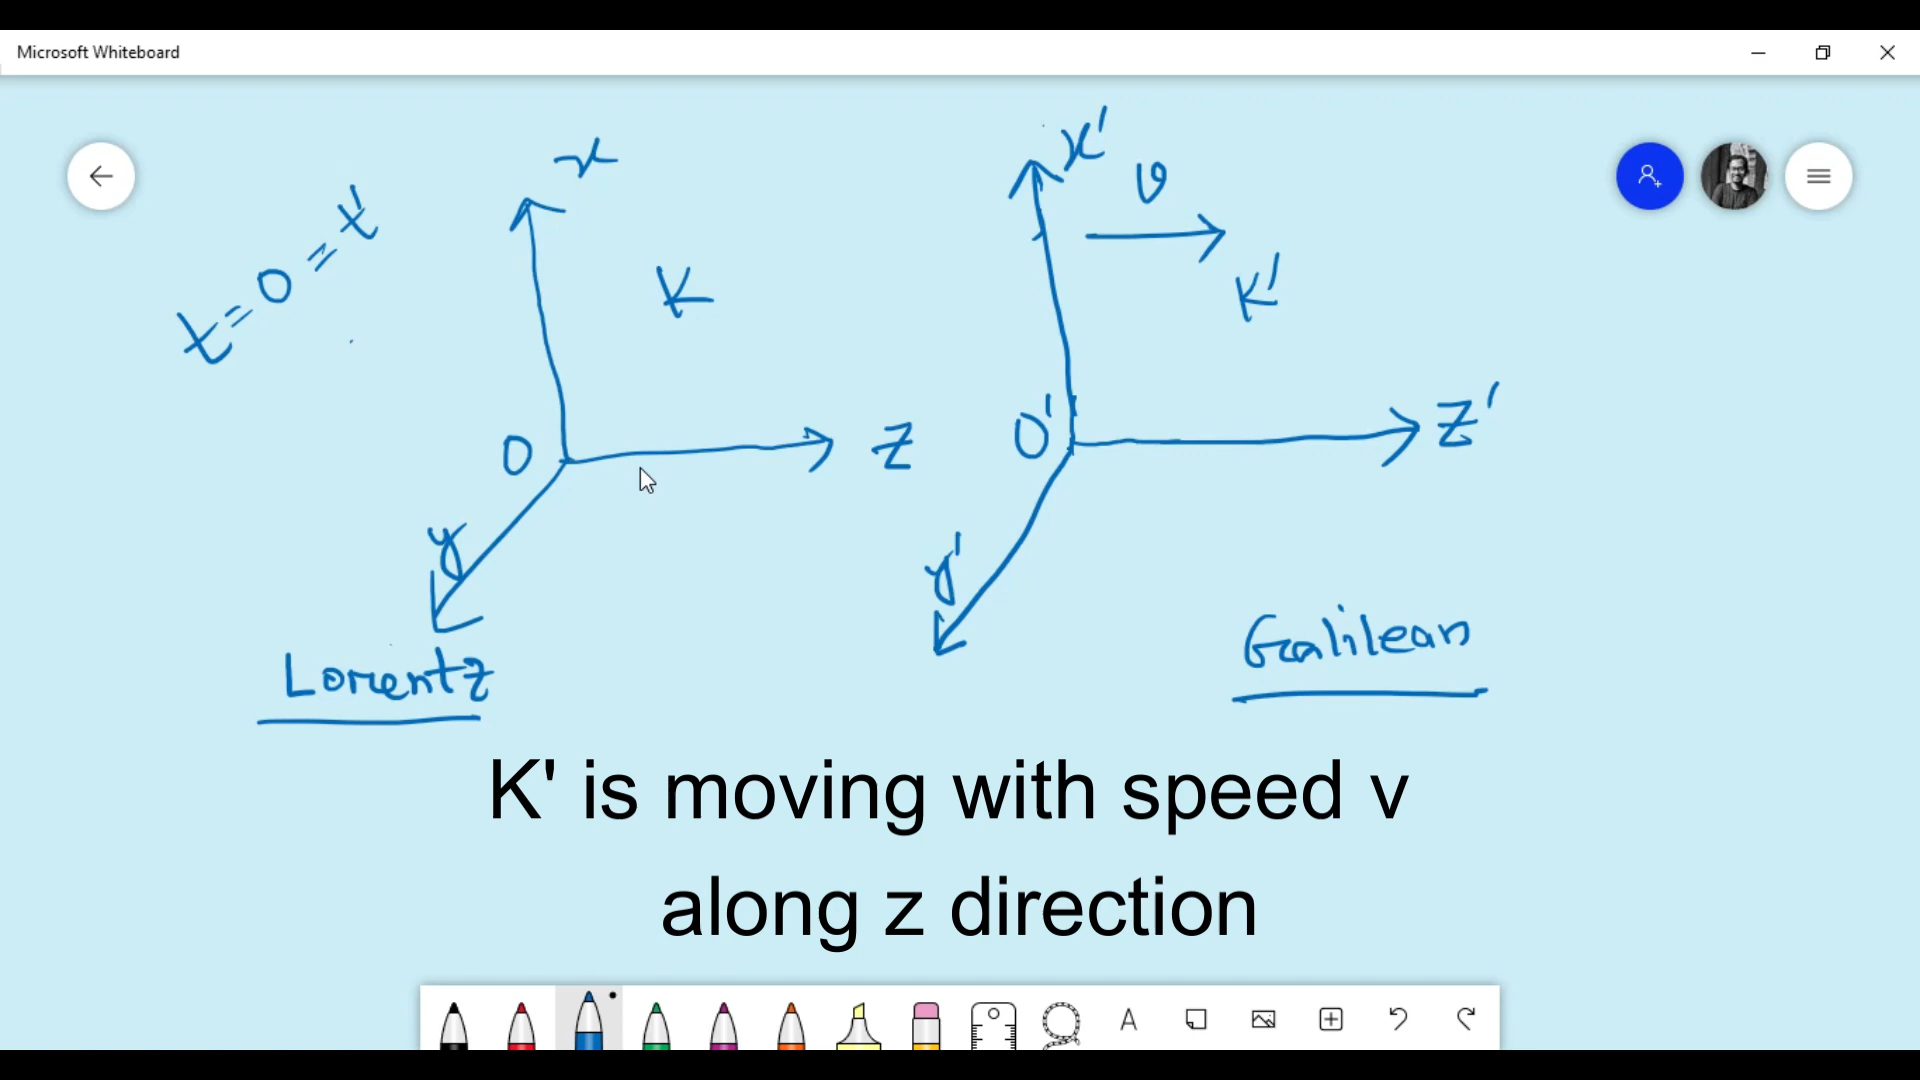 Microsoft Whiteboard
x
x'
v
t=0=t'
K
K'
O
z
O'
z'
y
y'
Lorentz
Galilean
K' is moving with speed v
along z direction
A